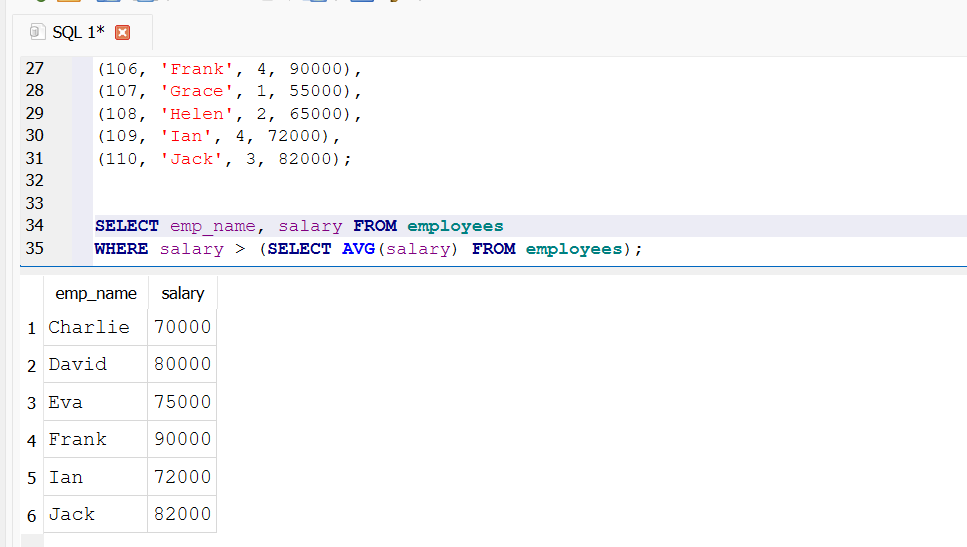 SQL 1*
27 (106, 'Frank', 4, 90000),
28 (107, 'Grace', 1, 55000),
29 (108, 'Helen', 2, 65000),
30 (109, 'Ian', 4, 72000),
31 (110, 'Jack', 3, 82000);
32
33
34 SELECT emp_name, salary FROM employees
35 WHERE salary > (SELECT AVG(salary) FROM employees);
emp_name salary
1 Charlie 70000
2 David 80000
3 Eva 75000
4 Frank 90000
5 Ian 72000
6 Jack 82000